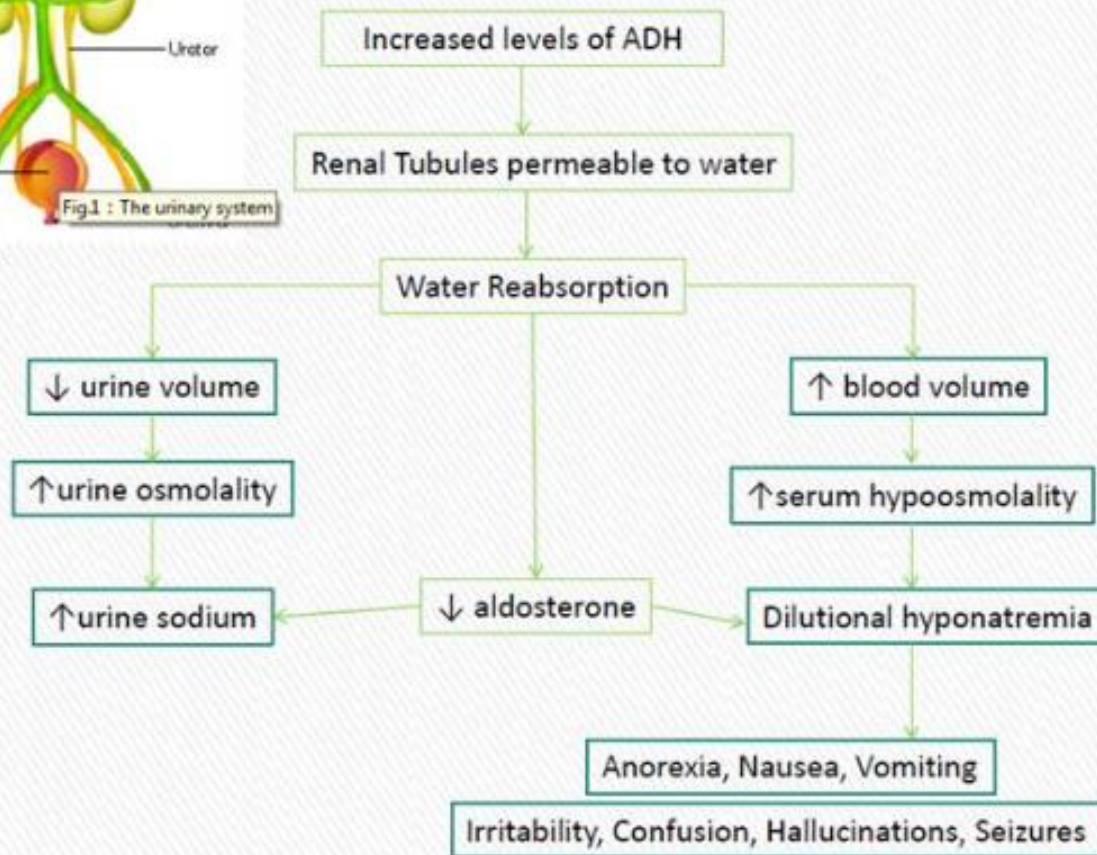 Uretor
Fig.1 : The urinary system
Increased levels of ADH
Renal Tubules permeable to water
Water Reabsorption
↓ urine volume
↑ blood volume
↑urine osmolality
↑serum hypoosmolality
↑urine sodium
↓ aldosterone
Dilutional hyponatremia
Anorexia, Nausea, Vomiting
Irritability, Confusion, Hallucinations, Seizures